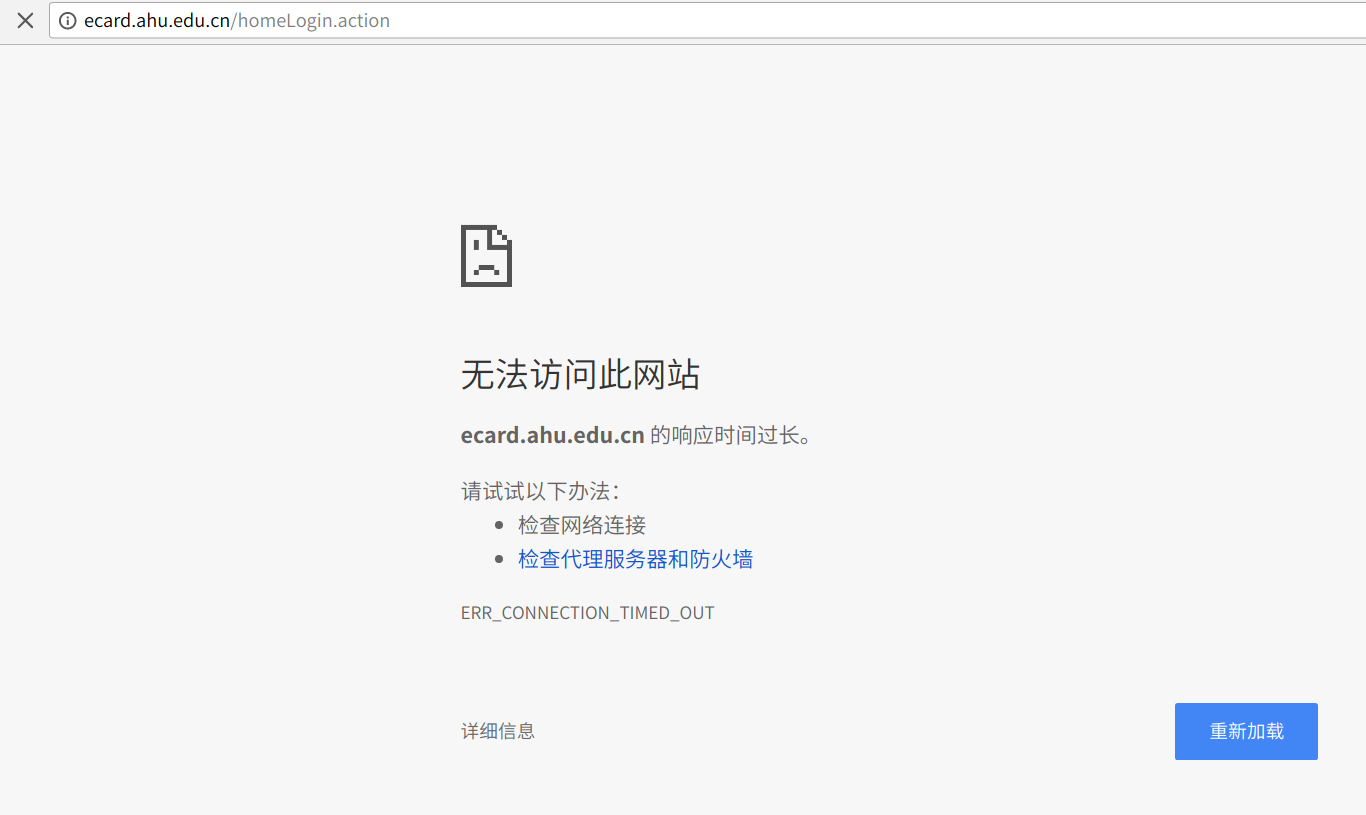 ecard.ahu.edu.cn/homeLogin.action
无法访问此网站
ecard.ahu.edu.cn 的响应时间过长。
请试试以下办法：
检查网络连接
检查代理服务器和防火墙
ERR_CONNECTION_TIMED_OUT
详细信息
重新加载